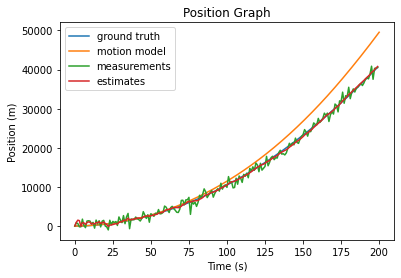 Position Graph
ground truth
motion model
measurements
estimates
50000
40000
30000
20000
10000
0
Position (m)
0 25 50 75 100 125 150 175 200
Time (s)